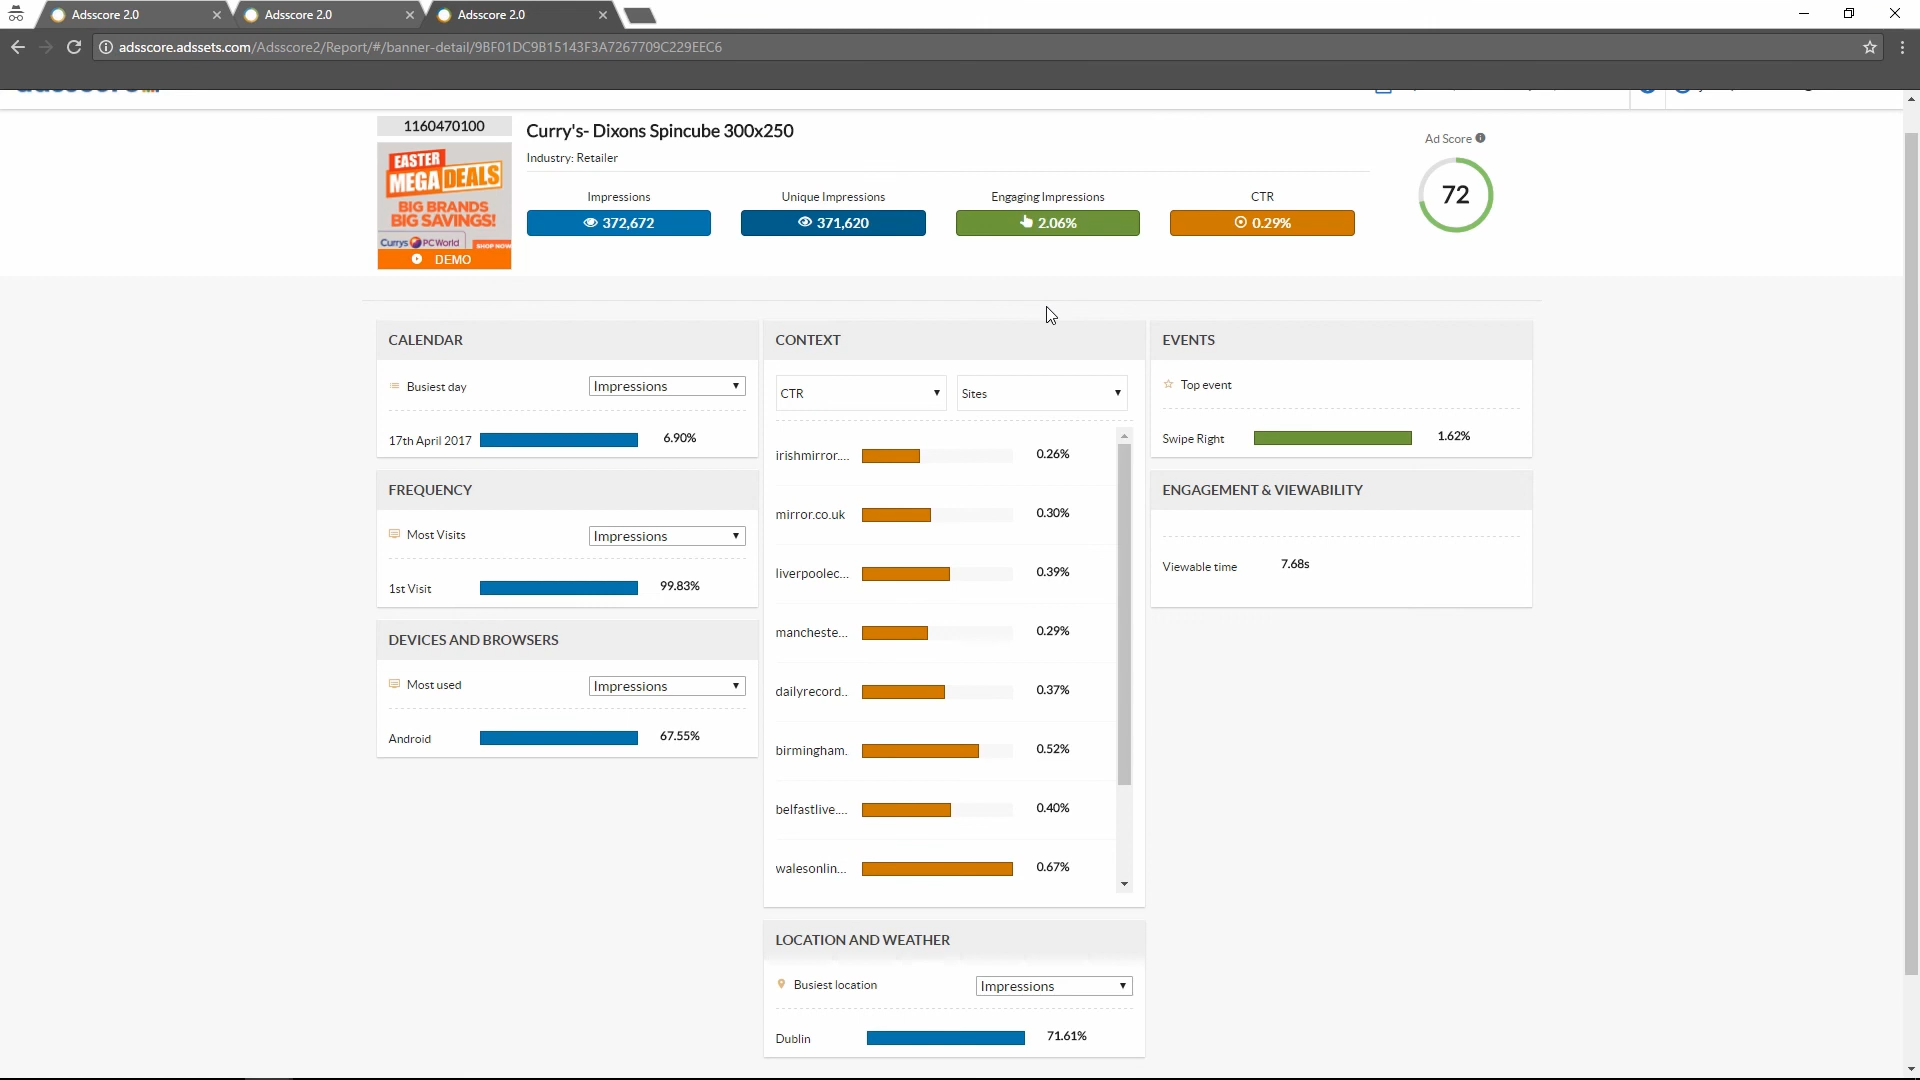 Adsscore 2.0
Adsscore 2.0
Adsscore 2.0
adsscore.adssets.com/Adsscore2/Report/#/banner-detail/9BF01DC9B15143F3A7267709C229EEC6
1160470100
EASTER
MEGA DEALS
BIG BRANDS
BIG SAVINGS!
Currys PC World SHOP NOW
DEMO
Curry's- Dixons Spincube 300x250
Industry: Retailer
Impressions
372,672
Unique Impressions
371,620
Engaging Impressions
2.06%
CTR
0.29%
Ad Score
72
CALENDAR
Busiest day Impressions
17th April 2017 6.90%
FREQUENCY
Most Visits Impressions
1st Visit 99.83%
DEVICES AND BROWSERS
Most used Impressions
Android 67.55%
CONTEXT
CTR Sites
irishmirror.... 0.26%
mirror.co.uk 0.30%
liverpoolec... 0.39%
mancheste... 0.29%
dailyrecord.. 0.37%
birmingham. 0.52%
belfastlive.... 0.40%
walesonlin... 0.67%
LOCATION AND WEATHER
Busiest location Impressions
Dublin 71.61%
EVENTS
Top event
Swipe Right 1.62%
ENGAGEMENT & VIEWABILITY
Viewable time 7.68s